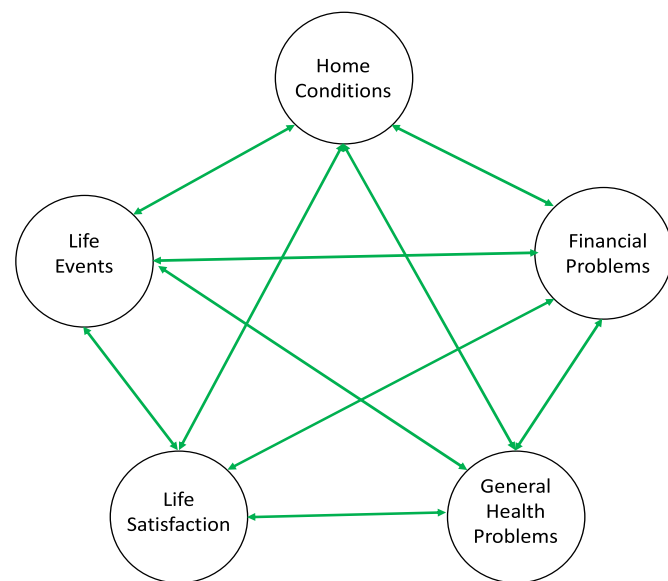 Home
Conditions
Life
Events
Financial
Problems
Life
Satisfaction
General
Health
Problems